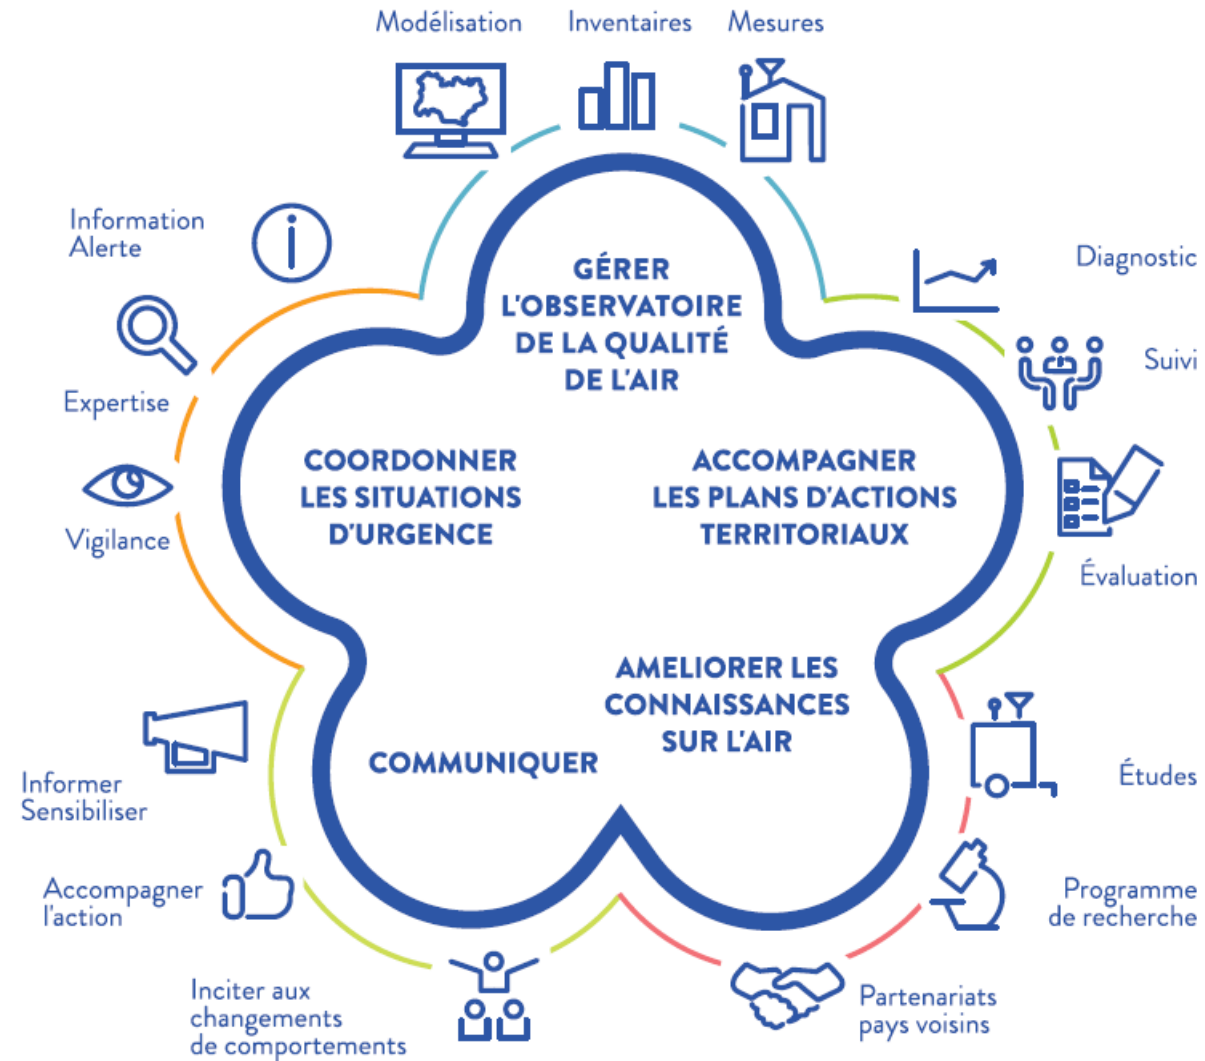 Modélisation
Inventaires
Mesures
Information
Alerte
Diagnostic
GÉRER
L'OBSERVATOIRE
DE LA QUALITÉ
DE L'AIR
Suivi
Expertise
COORDONNER
LES SITUATIONS
D'URGENCE
ACCOMPAGNER
LES PLANS D'ACTIONS
TERRITORIAUX
Vigilance
Évaluation
AMELIORER LES
CONNAISSANCES
SUR L'AIR
COMMUNIQUER
Informer
Sensibiliser
Études
Accompagner
l'action
Programme
de recherche
Inciter aux
changements
de comportements
Partenariats
pays voisins